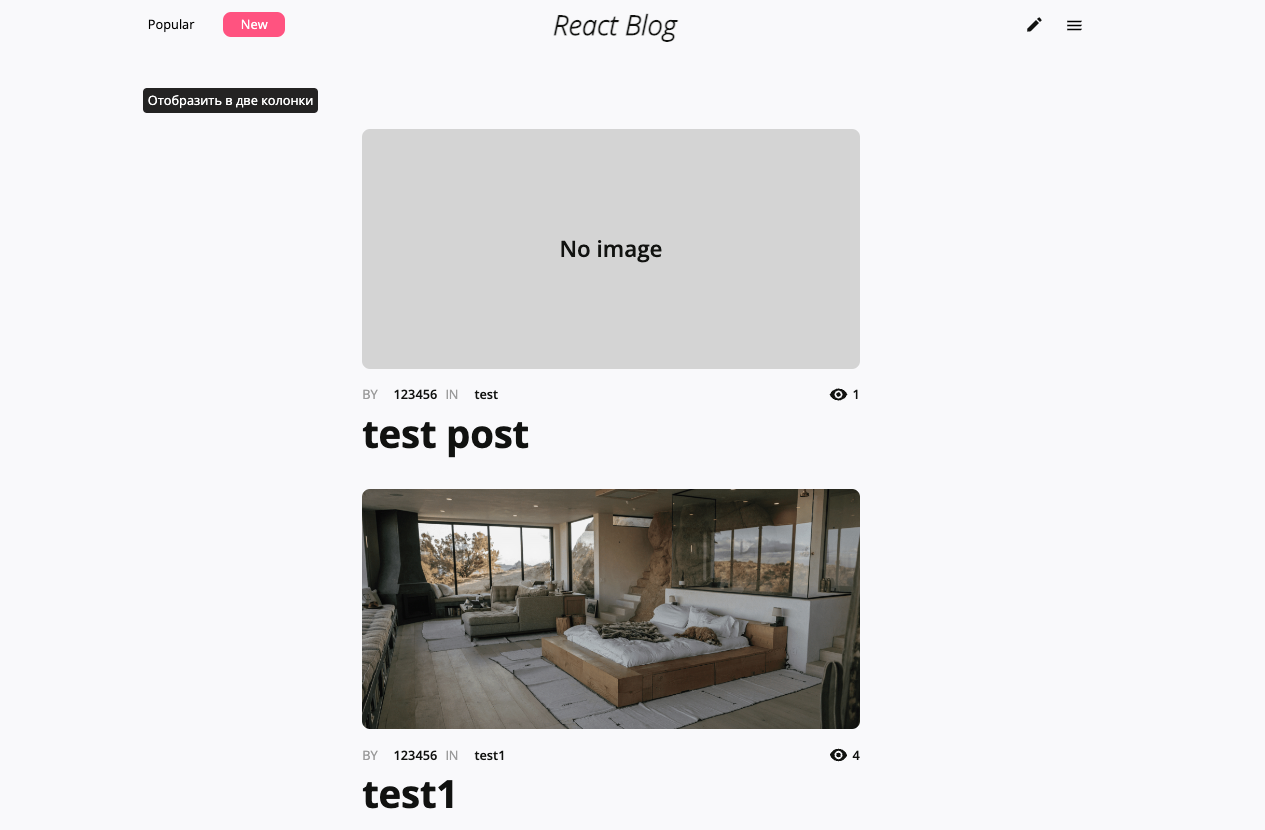 Popular New React Blog
Отобразить в две колонки
No image
BY 123456 IN test 1
test post
BY 123456 IN test1 4
test1